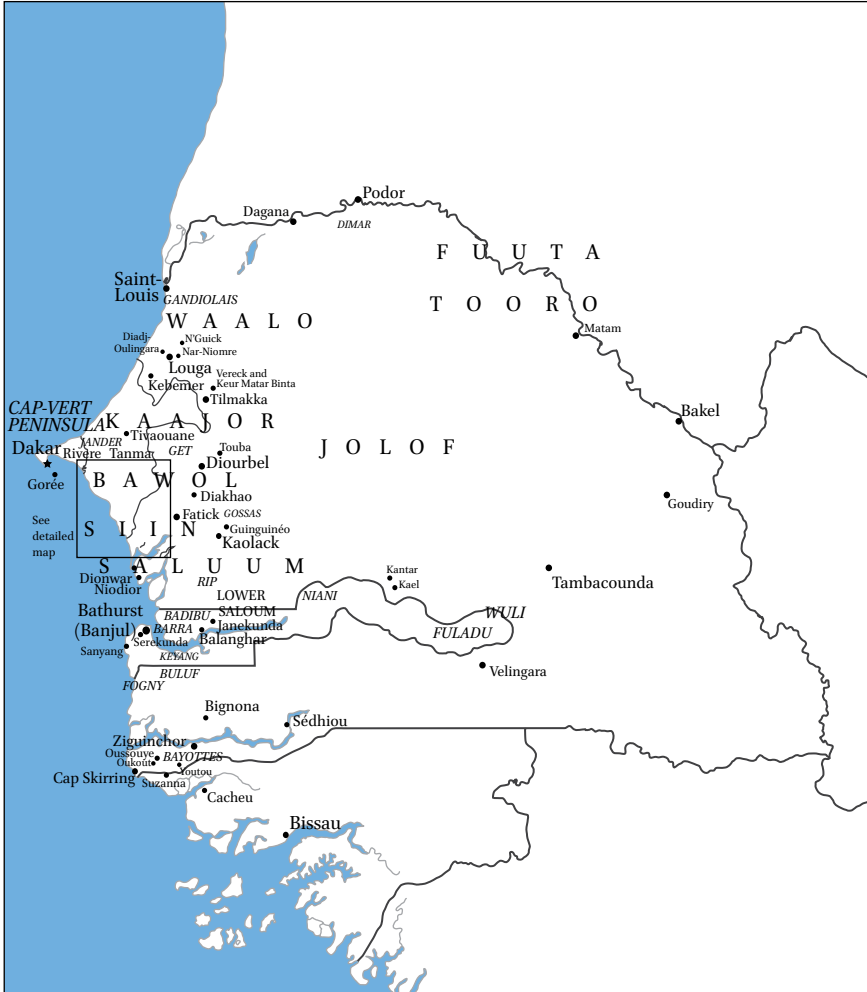 Podor
Dagana
DIMAR
F U U T A
T O O R O
Saint-
Louis
GANDIOLAIS
W A A L O
Matam
N'Guick
Diadj-
Oulingara
Nar-Niomre
Louga
Vereck and
Keur Matar Binta
Kebemer
Tilmakka
CAP-VERT
PENINSULA
K A A J O R
Bakel
Tivaouane
JANDER
GET
Dakar
Rivere Tanma
Touba
J O L O F
Diourbel
Gorée
B A W O L
Diakhao
Goudiry
See
detailed
map
Fatick
GOSSAS
S I I N
Guinguinéo
Kaolack
S A L U U M
Kantar
Kael
Tambacounda
Dionwar
Niodior
RIP
LOWER
SALOUM
NIANI
Bathurst
(Banjul)
BADIBU
BARRA
Janekunda
WULI
FULADU
Serekunda
Balanghar
Sanyang
KEYANG
BULUF
Velingara
FOGNY
Bignona
Sédhiou
Ziguinchor
Oussouye
Oukout
BAYOTTES
Youtou
Cap Skirring
Suzanna
Cacheu
Bissau